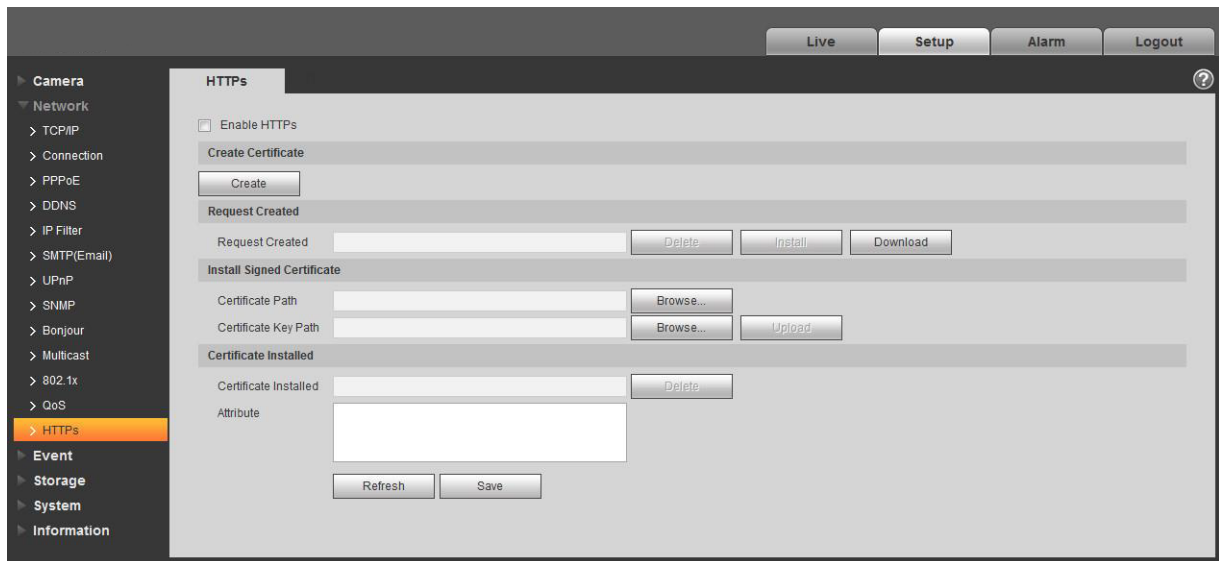 Live Setup Alarm Logout
Camera
Network
TCP/IP
Connection
PPPoE
DDNS
IP Filter
SMTP(Email)
UPnP
SNMP
Bonjour
Multicast
802.1x
QoS
HTTPs
Event
Storage
System
Information
HTTPs ?
Enable HTTPs
Create Certificate
Create
Request Created
Request Created Delete Install Download
Install Signed Certificate
Certificate Path Browse...
Certificate Key Path Browse... Upload
Certificate Installed
Certificate Installed Delete
Attribute
Refresh Save